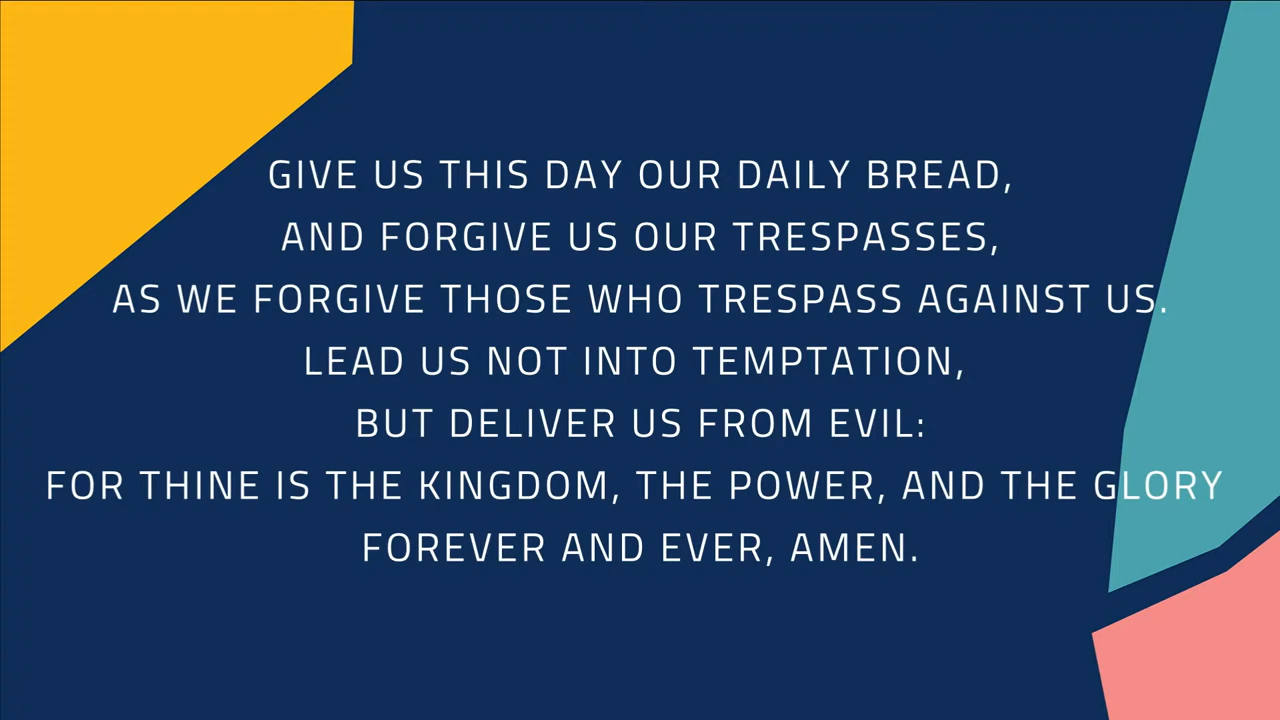 GIVE US THIS DAY OUR DAILY BREAD,
AND FORGIVE US OUR TRESPASSES,
AS WE FORGIVE THOSE WHO TRESPASS AGAINST US.
LEAD US NOT INTO TEMPTATION,
BUT DELIVER US FROM EVIL:
FOR THINE IS THE KINGDOM, THE POWER, AND THE GLORY
FOREVER AND EVER, AMEN.